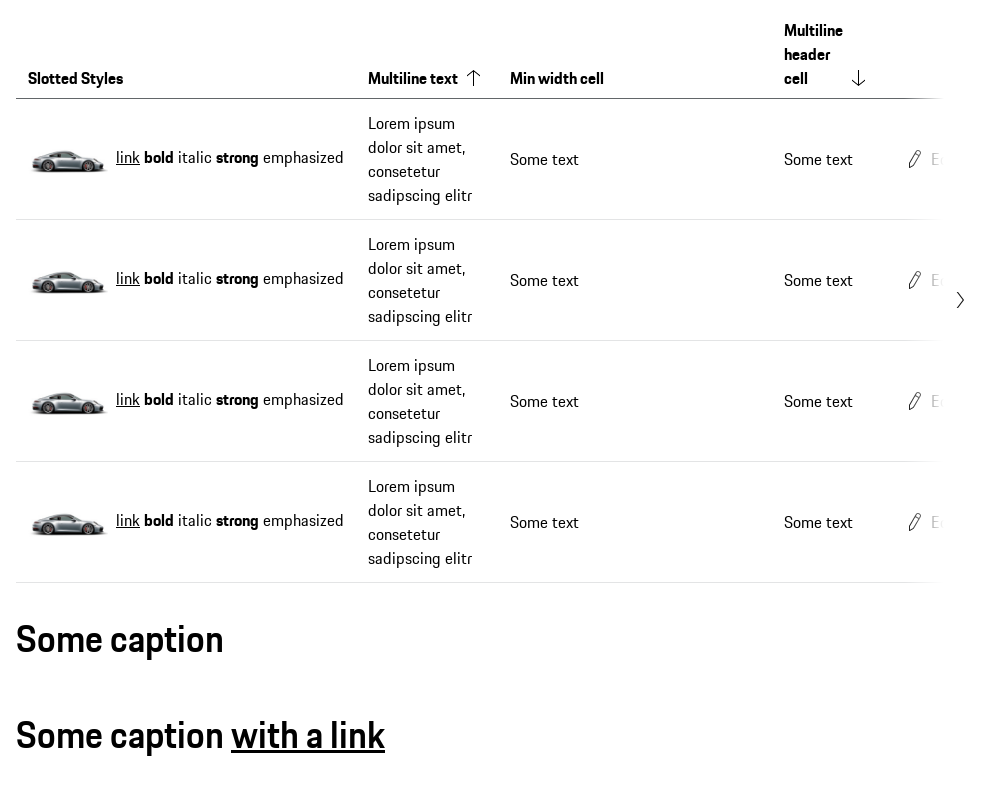 Multiline
header
Slotted Styles Multiline text Min width cell cell
Lorem ipsum
dolor sit amet,
link bold italic strong emphasized Some text Some text
consetetur
sadipscing elitr
Lorem ipsum
dolor sit amet,
link bold italic strong emphasized Some text Some text
consetetur
sadipscing elitr
Lorem ipsum
dolor sit amet,
link bold italic strong emphasized Some text Some text
consetetur
sadipscing elitr
Lorem ipsum
dolor sit amet,
link bold italic strong emphasized Some text Some text
consetetur
sadipscing elitr
Some caption
Some caption with a link